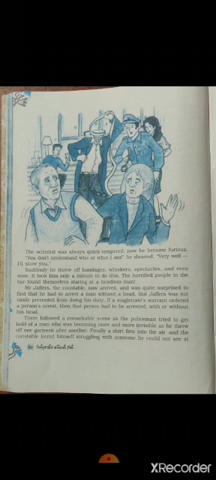 The scientist was always quick-tempered, now he became furious.
"You don't understand who or what I am!" he shouted. "Very well —
I'll show you."
Suddenly he threw off bandages, whiskers, spectacles, and even
nose. It took him only a minute to do this. The horrified people in the
bar found themselves staring at a headless man!
Mr Jaffers, the constable, now arrived, and was quite surprised to
find that he had to arrest a man without a head. But Jaffers was not
easily prevented from doing his duty. If a magistrate's warrant ordered
a person's arrest, then that person had to be arrested, with or without
his head.
There followed a remarkable scene as the policeman tried to get
hold of a man who was becoming more and more invisible as he threw
off one garment after another. Finally a shirt flew into the air, and the
constable found himself struggling with someone he could not see at
XRecorder